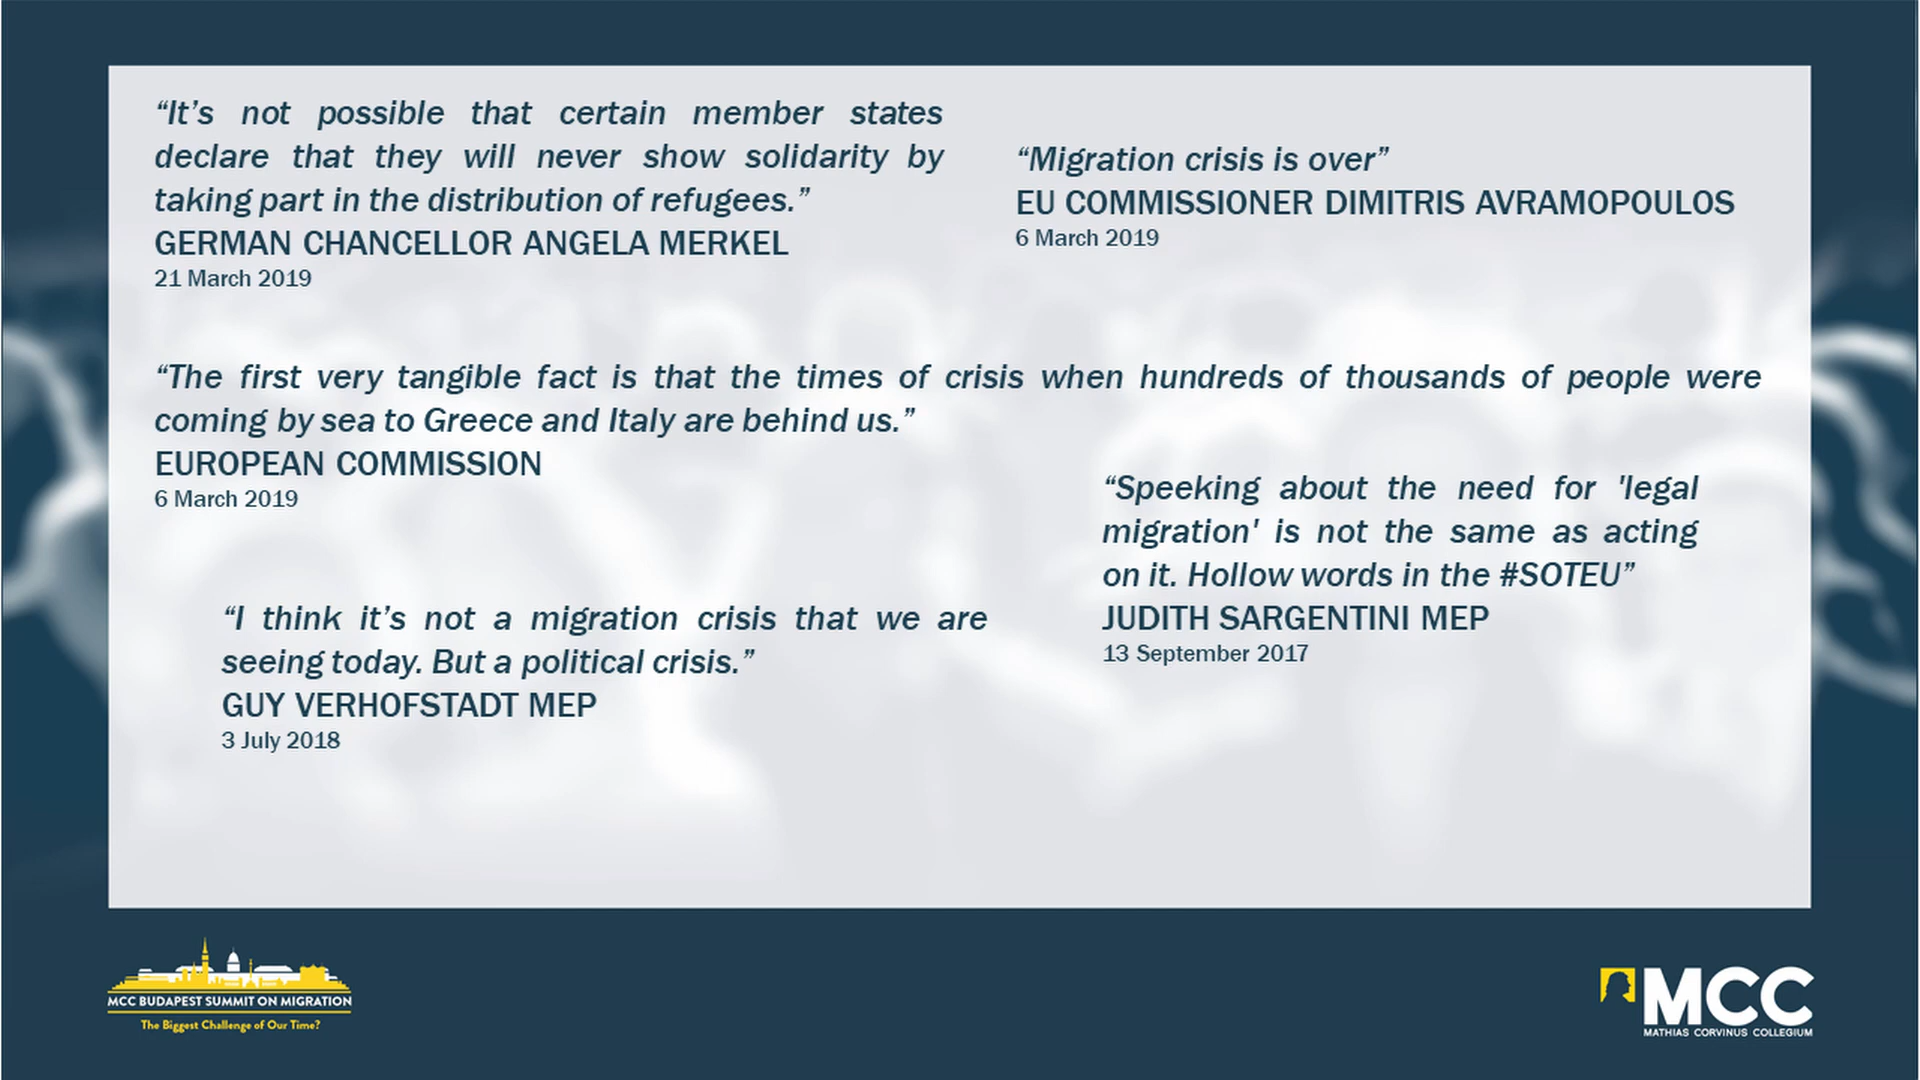 “It’s not possible that certain member states
declare that they will never show solidarity by
taking part in the distribution of refugees.”
GERMAN CHANCELLOR ANGELA MERKEL
21 March 2019
“Migration crisis is over”
EU COMMISSIONER DIMITRIS AVRAMOPOULOS
6 March 2019
“The first very tangible fact is that the times of crisis when hundreds of thousands of people were
coming by sea to Greece and Italy are behind us.”
EUROPEAN COMMISSION
6 March 2019
“Speeking about the need for 'legal
migration' is not the same as acting
on it. Hollow words in the #SOTEU”
JUDITH SARGENTINI MEP
13 September 2017
“I think it’s not a migration crisis that we are
seeing today. But a political crisis.”
GUY VERHOFSTADT MEP
3 July 2018
MCC BUDAPEST SUMMIT ON MIGRATION
The Biggest Challenge of Our Time?
MCC
MATHIAS CORVINUS COLLEGIUM